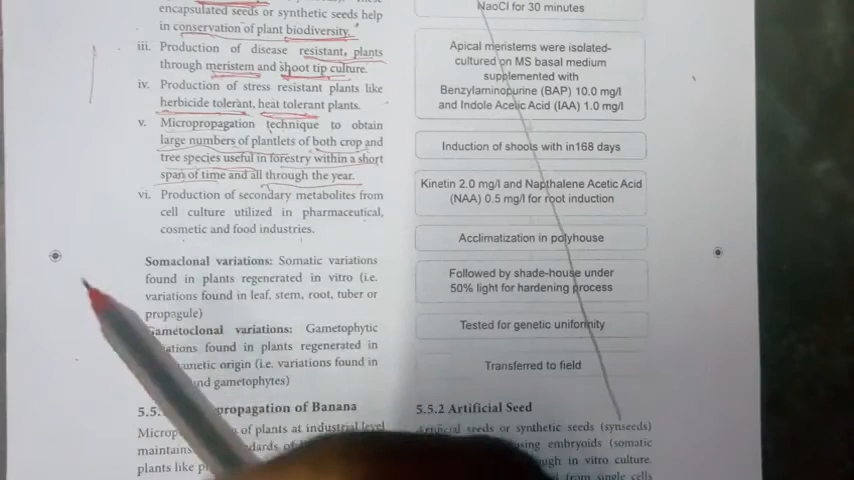 encapsulated seeds or synthetic seeds help
in conservation of plant biodiversity.
iii. Production of disease resistant plants
through meristem and shoot tip culture.
iv. Production of stress resistant plants like
herbicide tolerant, heat tolerant plants.
v. Micropropagation technique to obtain
large numbers of plantlets of both crop and
tree species useful in forestry within a short
span of time and all through the year.
vi. Production of secondary metabolites from
cell culture utilized in pharmaceutical,
cosmetic and food industries.
Somaclonal variations: Somatic variations
found in plants regenerated in vitro (i.e.
variations found in leaf, stem, root, tuber or
propagule)
Gametoclonal variations: Gametophytic
found in plants regenerated in
origin (i.e. variations found in
gametophytes)
5.5. propagation of Banana
of plants at industrial level
maintains
plants like
NaoCl for 30 minutes
Apical meristems were isolated-
cultured on MS basal medium
supplemented with
Benzylaminopurine (BAP) 10.0 mg/l
and Indole Acetic Acid (IAA) 1.0 mg/l
Induction of shools with in168 days
Kinetin 2.0 mg/l and Napthalene Acetic Acid
(NAA) 0.5 mg/l for root induction
Acclimatization in polyhouse
Followed by shade-house under
50% light for hardening process
Tested for genetic uniformity
Transferred to field
5.5.2 Artificial Seed
Artificial seeds or synthetic seeds (synseeds)
using embryoids (somatic
in vitro culture.
from single cells